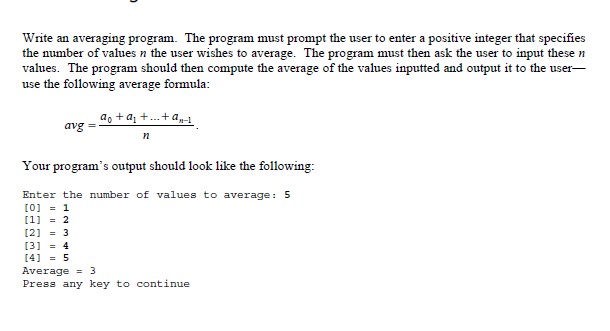 Write an averaging program. The program must prompt the user to enter a positive integer that specifies
the number of values n the user wishes to average. The program must then ask the user to input these n
values. The program should then compute the average of the values inputted and output it to the user—
use the following average formula:
avg = (a₀ + a₁ + ... + aₙ₋₁) / n .
Your program's output should look like the following:
Enter the number of values to average: 5
[0] = 1
[1] = 2
[2] = 3
[3] = 4
[4] = 5
Average = 3
Press any key to continue